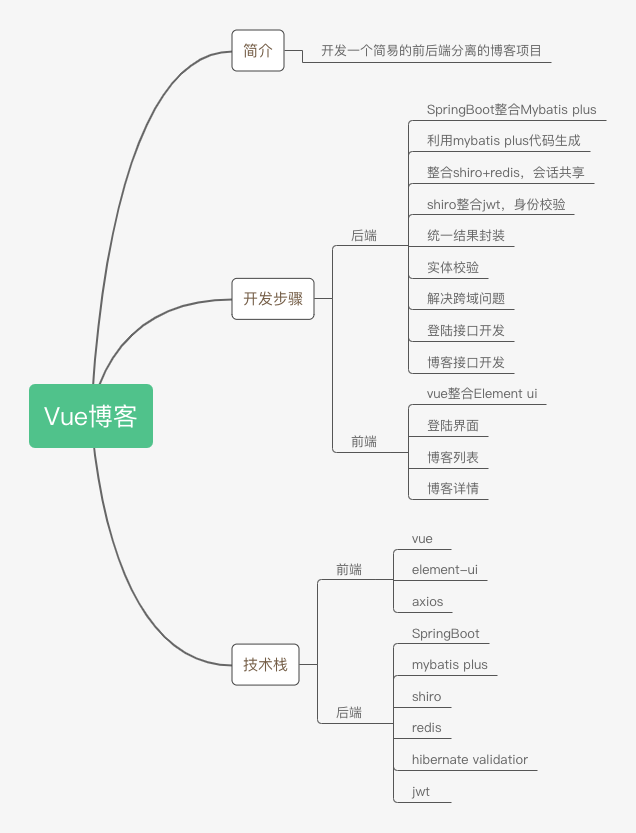 Vue博客
简介
开发一个简易的前后端分离的博客项目
开发步骤
后端
SpringBoot整合Mybatis plus
利用mybatis plus代码生成
整合shiro+redis，会话共享
shiro整合jwt，身份校验
统一结果封装
实体校验
解决跨域问题
登陆接口开发
博客接口开发
前端
vue整合Element ui
登陆界面
博客列表
博客详情
技术栈
前端
vue
element-ui
axios
后端
SpringBoot
mybatis plus
shiro
redis
hibernate validatior
jwt